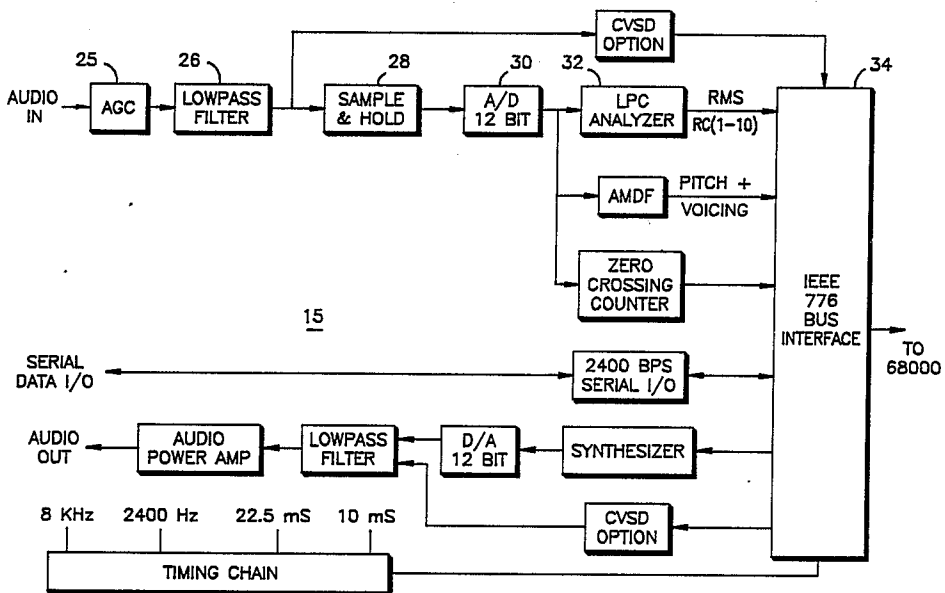 CVSD
OPTION
25
26
28
30
32
34
AUDIO
IN
AGC
LOWPASS
FILTER
SAMPLE
& HOLD
A/D
12 BIT
LPC
ANALYZER
RMS
RC(1-10)
AMDF
PITCH +
VOICING
ZERO
CROSSING
COUNTER
IEEE
776
BUS
INTERFACE
TO
68000
15
SERIAL
DATA I/O
2400 BPS
SERIAL I/O
AUDIO
OUT
AUDIO
POWER AMP
LOWPASS
FILTER
D/A
12 BIT
SYNTHESIZER
CVSD
OPTION
8 KHz
2400 Hz
22.5 mS
10 mS
TIMING CHAIN